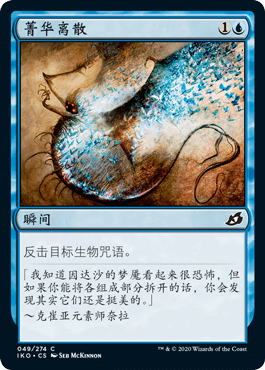 菁华离散 1
瞬间
反击目标生物咒语。
「我知道因达沙的梦魇看起来很恐怖，但
如果你能将各组成部分拆开的话，你会发
现其实它们还是挺美的。」
～克崔亚元素师奈拉
049/274 C
IKO • CS SEB MCKINNON
™ & © 2020 Wizards of the Coast